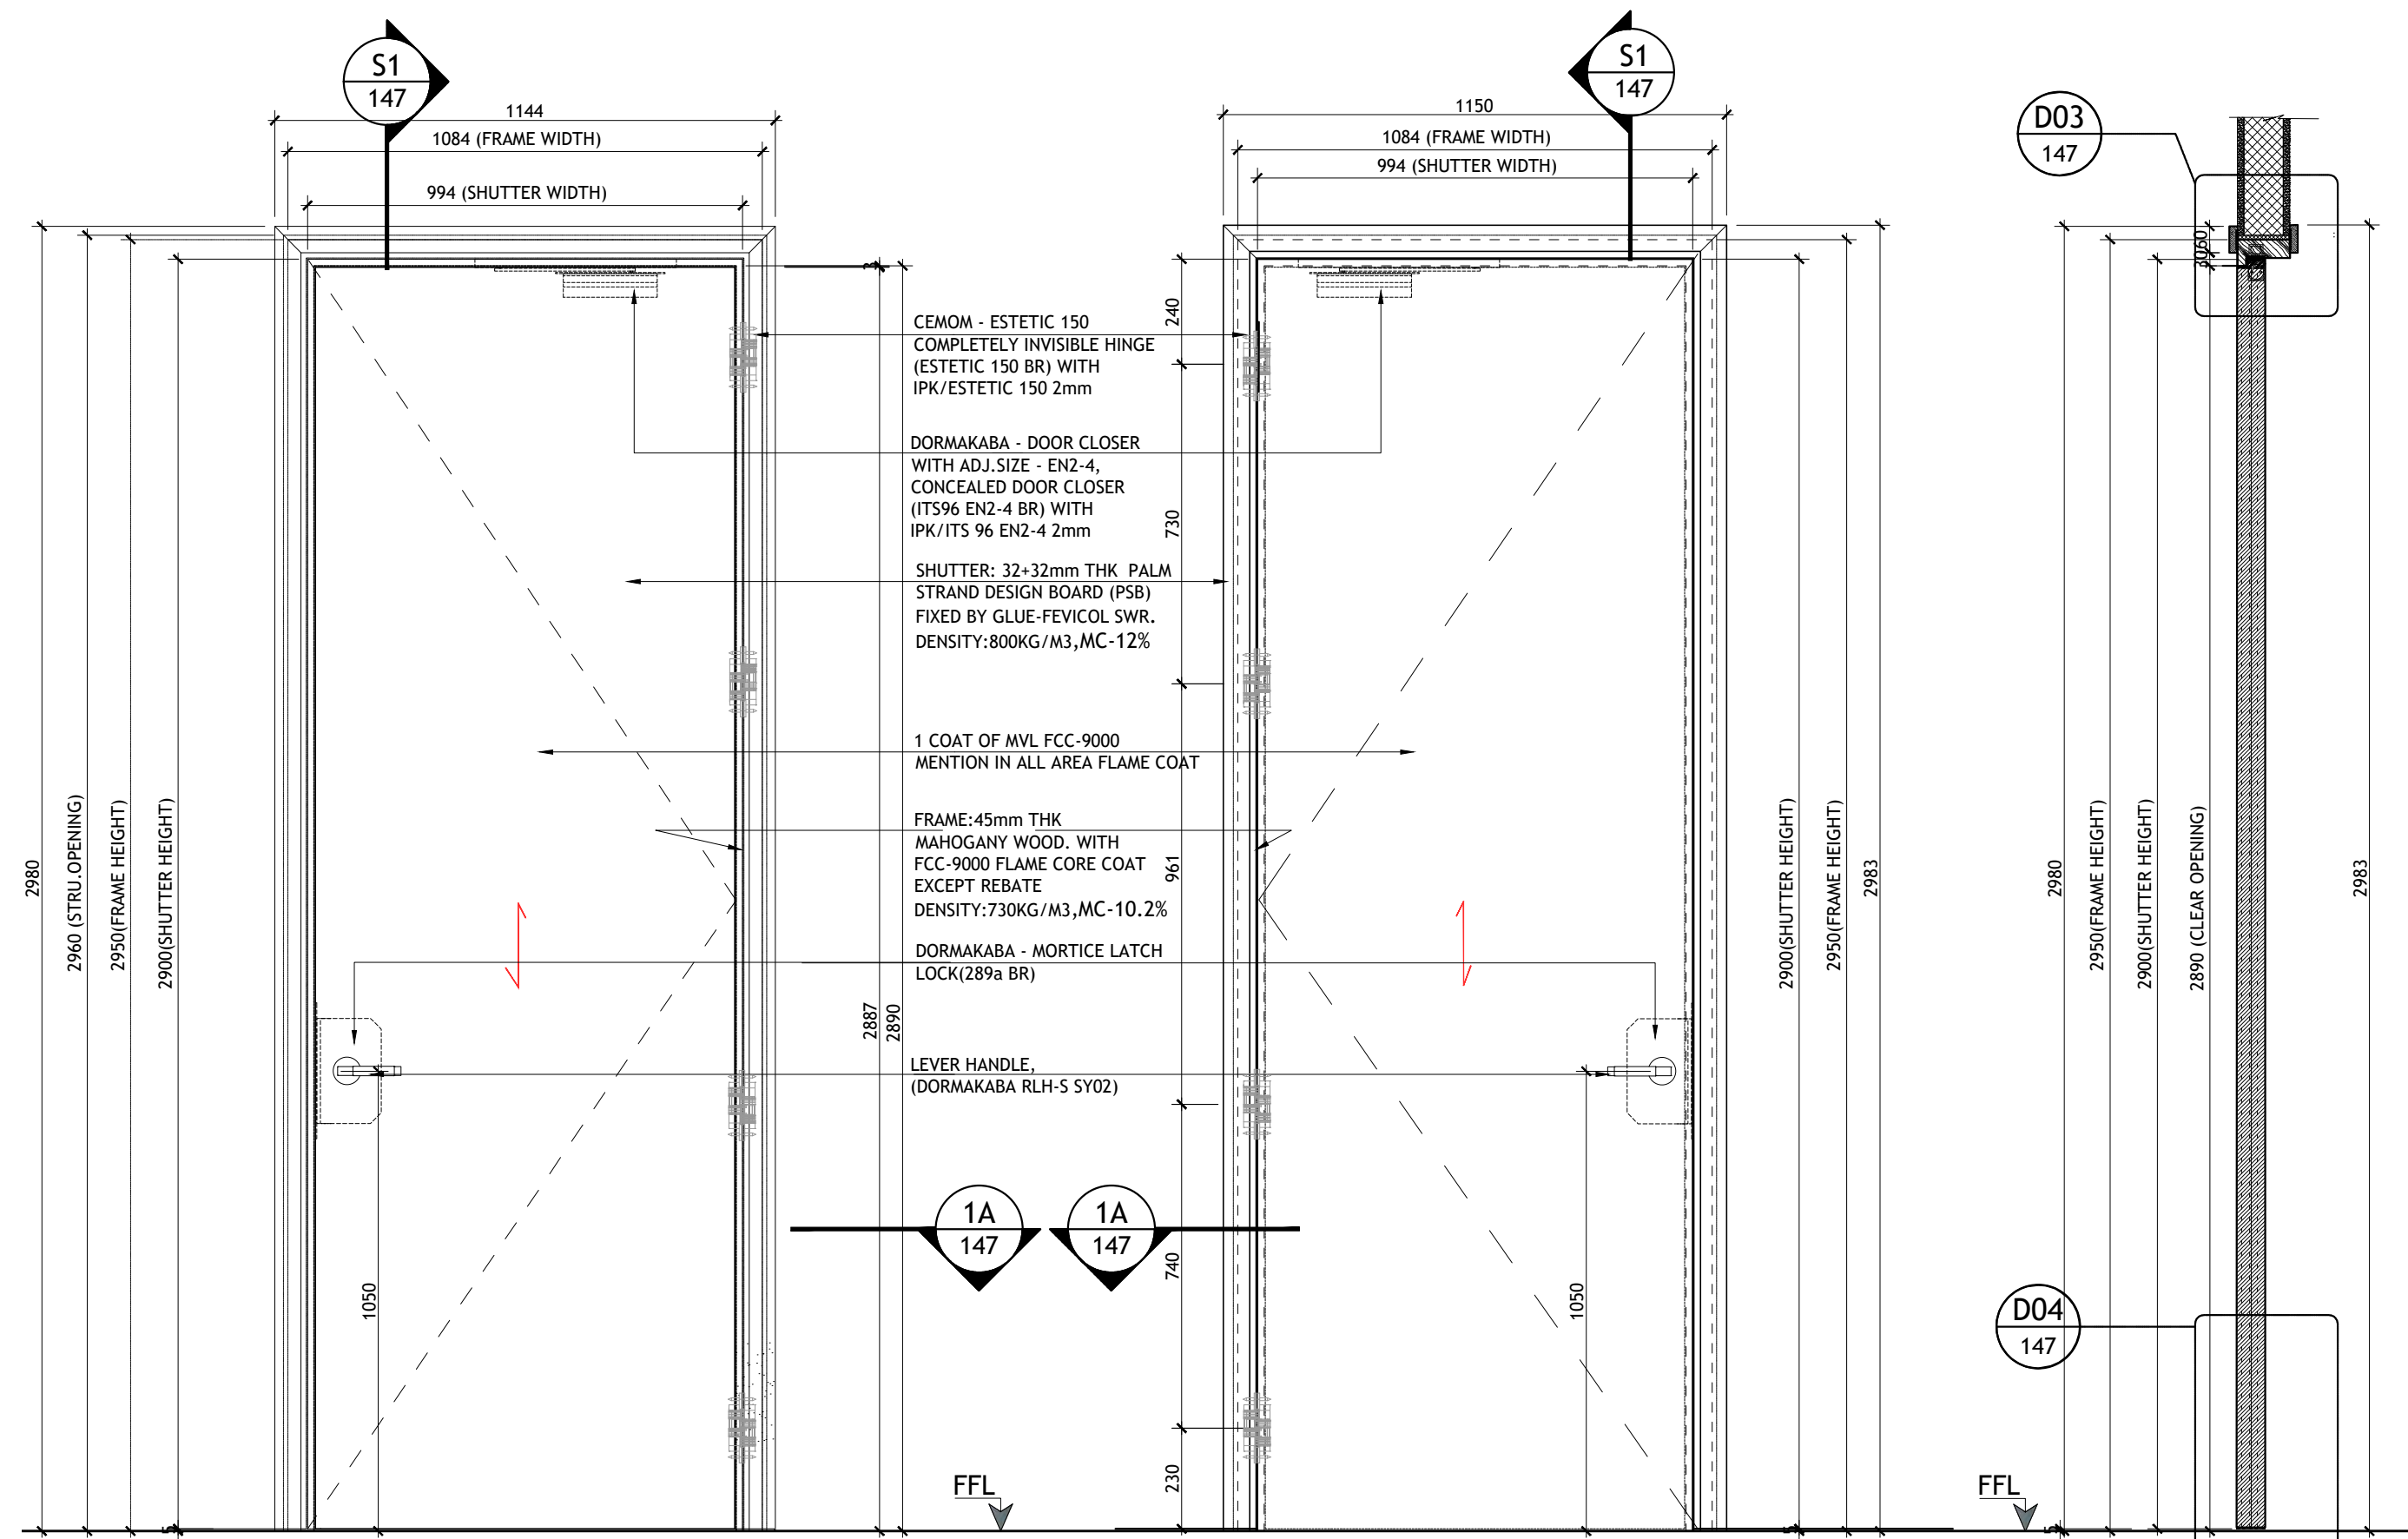 S1
147
1144
1084 (FRAME WIDTH)
994 (SHUTTER WIDTH)
S1
147
1150
1084 (FRAME WIDTH)
994 (SHUTTER WIDTH)
D03
147
2980
2960 (STRU.OPENING)
2950(FRAME HEIGHT)
2900(SHUTTER HEIGHT)
5
1050
3
2887
2890
CEMOM - ESTETIC 150
COMPLETELY INVISIBLE HINGE
(ESTETIC 150 BR) WITH
IPK/ESTETIC 150 2mm
DORMAKABA - DOOR CLOSER
WITH ADJ.SIZE - EN2-4,
CONCEALED DOOR CLOSER
(ITS96 EN2-4 BR) WITH
IPK/ITS 96 EN2-4 2mm
SHUTTER: 32+32mm THK PALM
STRAND DESIGN BOARD (PSB)
FIXED BY GLUE-FEVICOL SWR.
DENSITY:800KG/M3,MC-12%
1 COAT OF MVL FCC-9000
MENTION IN ALL AREA FLAME COAT
FRAME:45mm THK
MAHOGANY WOOD. WITH
FCC-9000 FLAME CORE COAT
EXCEPT REBATE
DENSITY:730KG/M3,MC-10.2%
DORMAKABA - MORTICE LATCH
LOCK(289a BR)
LEVER HANDLE,
(DORMAKABA RLH-S SY02)
1A
147
1A
147
FFL
240
730
961
740
230
1050
2900(SHUTTER HEIGHT)
5
2950(FRAME HEIGHT)
2983
2980
5
2950(FRAME HEIGHT)
2900(SHUTTER HEIGHT)
5
2890 (CLEAR OPENING)
60
2983
D04
147
FFL